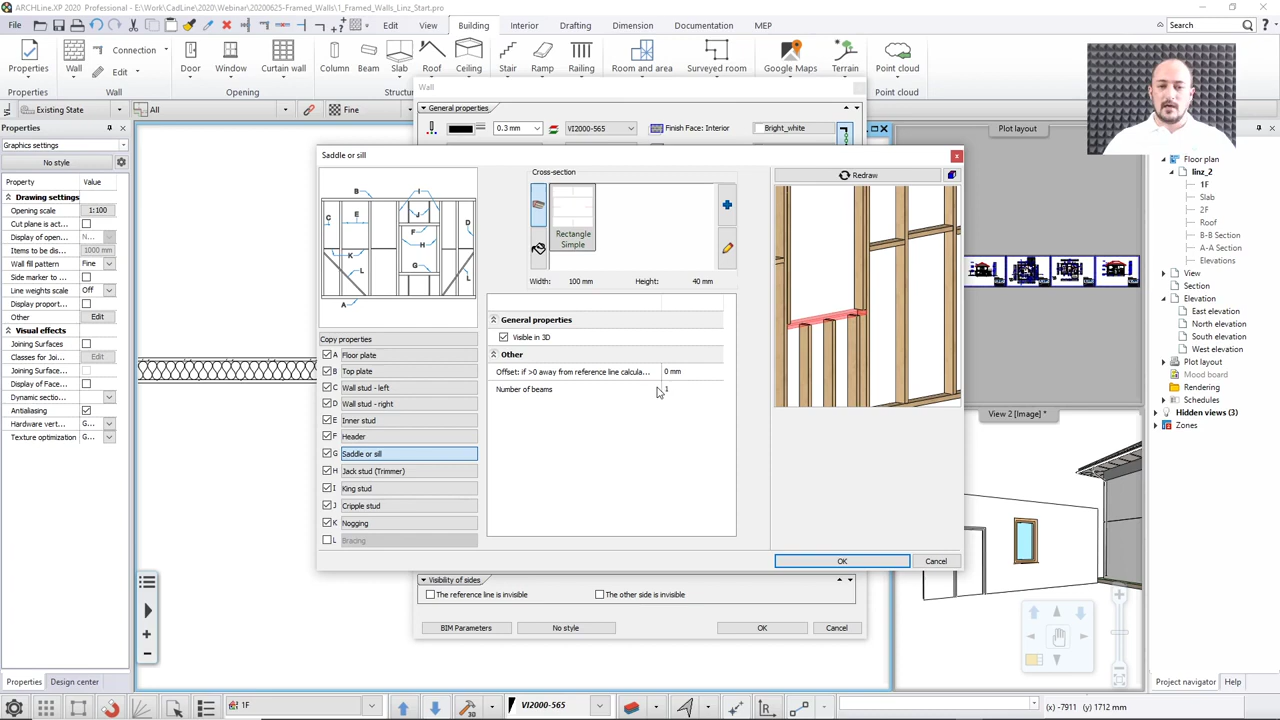 ARCHLine.XP 2020 Professional - E:\Work\CadLine\Webinar\20200625-Framed_Walls\1_Framed_Walls_Linz_Start.pro
File
Edit
View
Building
Interior
Drafting
Dimension
Documentation
MEP
Search
Properties
Wall
Connection
Edit
Door
Window
Curtain wall
Column
Beam
Slab
Roof
Ceiling
Stair
Ramp
Railing
Room and area
Surveyed room
Google Maps
Terrain
Point cloud
Properties
Wall
Opening
Point cloud
Existing State
All
Fine
Wall
General properties
0.3 mm
VI2000-565
Finish Face: Interior
Bright_white
Properties
Graphics settings
No style
Property
Value
Drawing settings
Opening scale
1:100
Cut plane is act...
Display of open...
N...
Items to be dis...
1000 mm
Wall fill pattern
Fine
Side marker to ...
Line weights scale
Off
Display proport...
Other
Edit
Visual effects
Joining Surfaces
Classes for Joi...
Edit
Joining Surfac...
Display of Face...
Dynamic sectio...
Antialiasing
Hardware vert...
G...
Texture optimization
G...
Saddle or sill
B
I
J
C
E
D
F
H
K
G
L
L
A
Copy properties
A Floor plate
B Top plate
C Wall stud - left
D Wall stud - right
E Inner stud
F Header
G Saddle or sill
H Jack stud (Trimmer)
I King stud
J Cripple stud
K Nogging
L Bracing
Cross-section
Rectangle
Simple
Width: 100 mm Height: 40 mm
General properties
Visible in 3D
Other
Offset: if >0 away from reference line calcula... 0 mm
Number of beams 1
Redraw
OK
Cancel
Visibility of sides
The reference line is invisible
The other side is invisible
BIM Parameters
No style
OK
Cancel
Plot layout
View 2 [Image] *
Floor plan
linz_2
1F
Slab
2F
Roof
B-B Section
A-A Section
Elevations
View
Section
Elevation
East elevation
North elevation
South elevation
West elevation
Plot layout
Mood board
Rendering
Schedules
Hidden views (3)
Zones
Properties
Design center
Project navigator
Help
1F
VI2000-565
(x) -7911 (y) 1712 mm